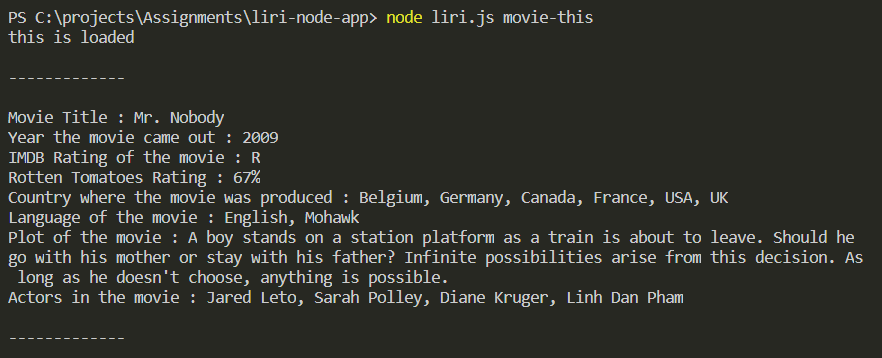 PS C:\projects\Assignments\liri-node-app> node liri.js movie-this
this is loaded
-------------
Movie Title : Mr. Nobody
Year the movie came out : 2009
IMDB Rating of the movie : R
Rotten Tomatoes Rating : 67%
Country where the movie was produced : Belgium, Germany, Canada, France, USA, UK
Language of the movie : English, Mohawk
Plot of the movie : A boy stands on a station platform as a train is about to leave. Should he
go with his mother or stay with his father? Infinite possibilities arise from this decision. As
 long as he doesn't choose, anything is possible.
Actors in the movie : Jared Leto, Sarah Polley, Diane Kruger, Linh Dan Pham
-------------